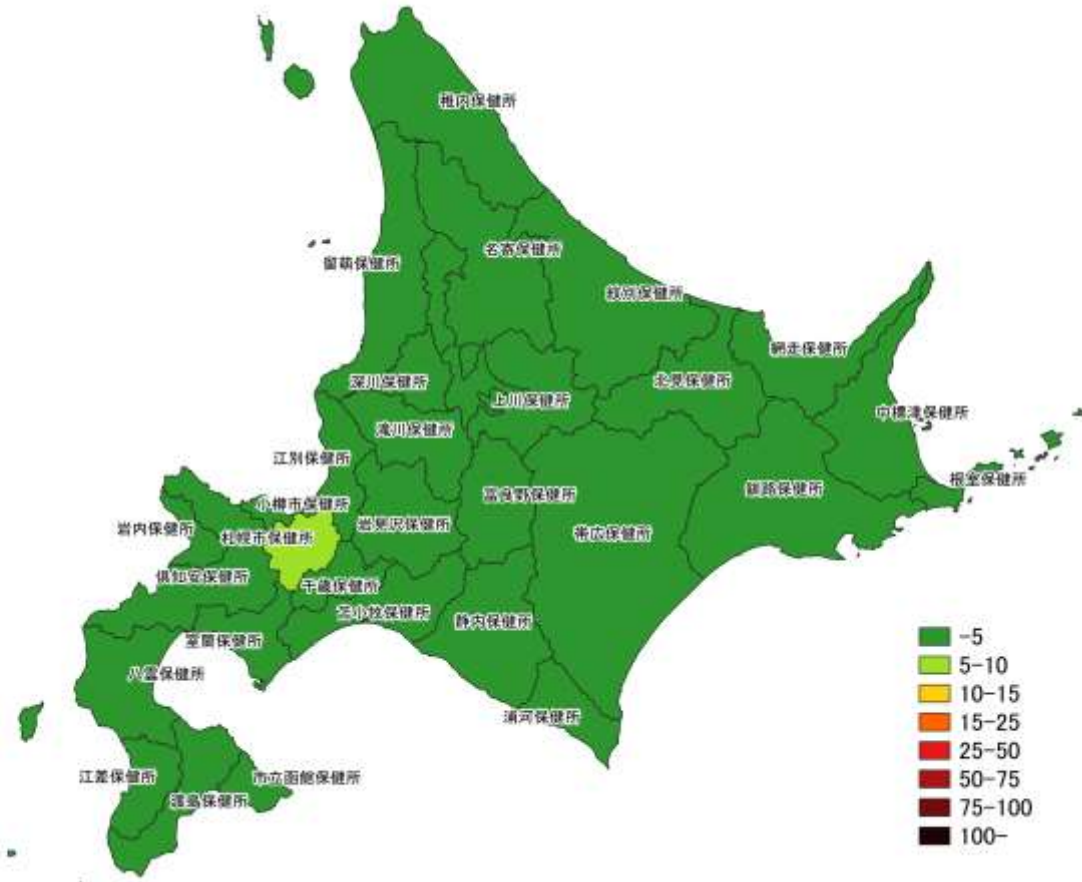 稚内保健所
名寄保健所
留萌保健所
紋別保健所
網走保健所
深川保健所
北見保健所
上川保健所
中標津保健所
滝川保健所
江別保健所
根室保健所
富良野保健所
釧路保健所
小樽市保健所
岩見沢保健所
岩内保健所
札幌市保健所
帯広保健所
倶知安保健所
千歳保健所
苫小牧保健所
静内保健所
室蘭保健所
八雲保健所
浦河保健所
江差保健所
市立函館保健所
渡島保健所
-5
5-10
10-15
15-25
25-50
50-75
75-100
100-